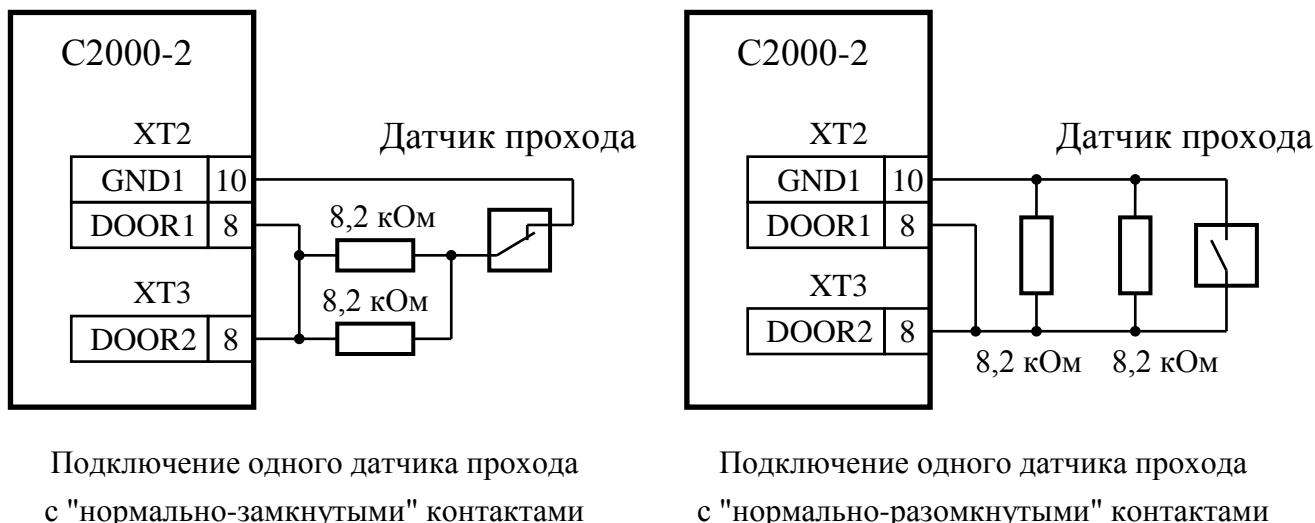 С2000-2
XT2
Датчик прохода
GND1 10
DOOR1 8
8,2 кОм
XT3
8,2 кОм
DOOR2 8
Подключение одного датчика прохода
с "нормально-замкнутыми" контактами
С2000-2
XT2
Датчик прохода
GND1 10
DOOR1 8
XT3
DOOR2 8
8,2 кОм 8,2 кОм
Подключение одного датчика прохода
с "нормально-разомкнутыми" контактами